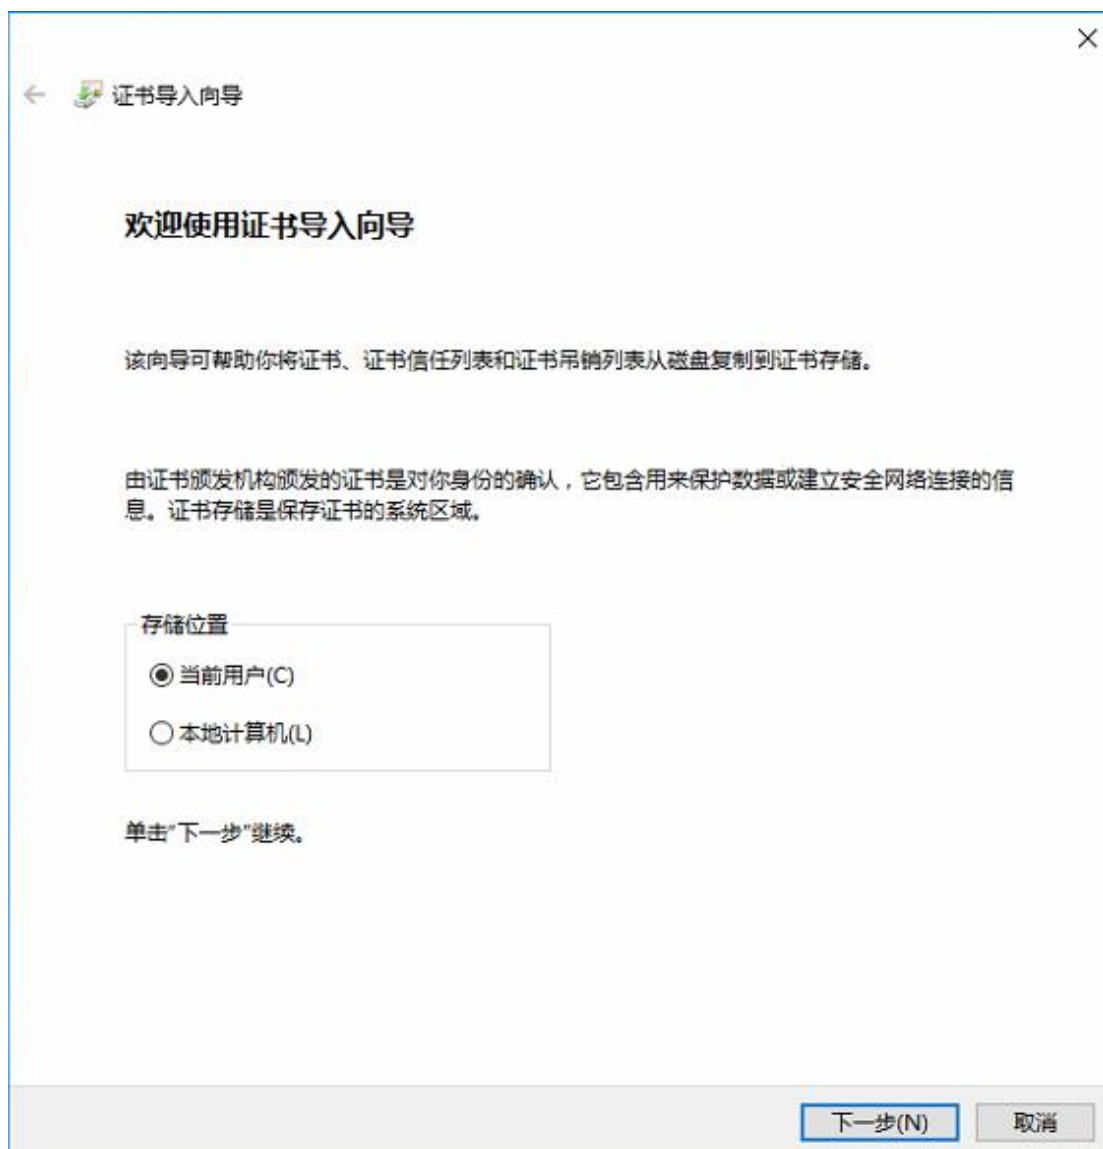 证书导入向导
欢迎使用证书导入向导
该向导可帮助你将证书、证书信任列表和证书吊销列表从磁盘复制到证书存储。
由证书颁发机构颁发的证书是对你身份的确认，它包含用来保护数据或建立安全网络连接的信
息。证书存储是保存证书的系统区域。
存储位置
当前用户(C)
本地计算机(L)
单击"下一步"继续。
下一步(N)
取消